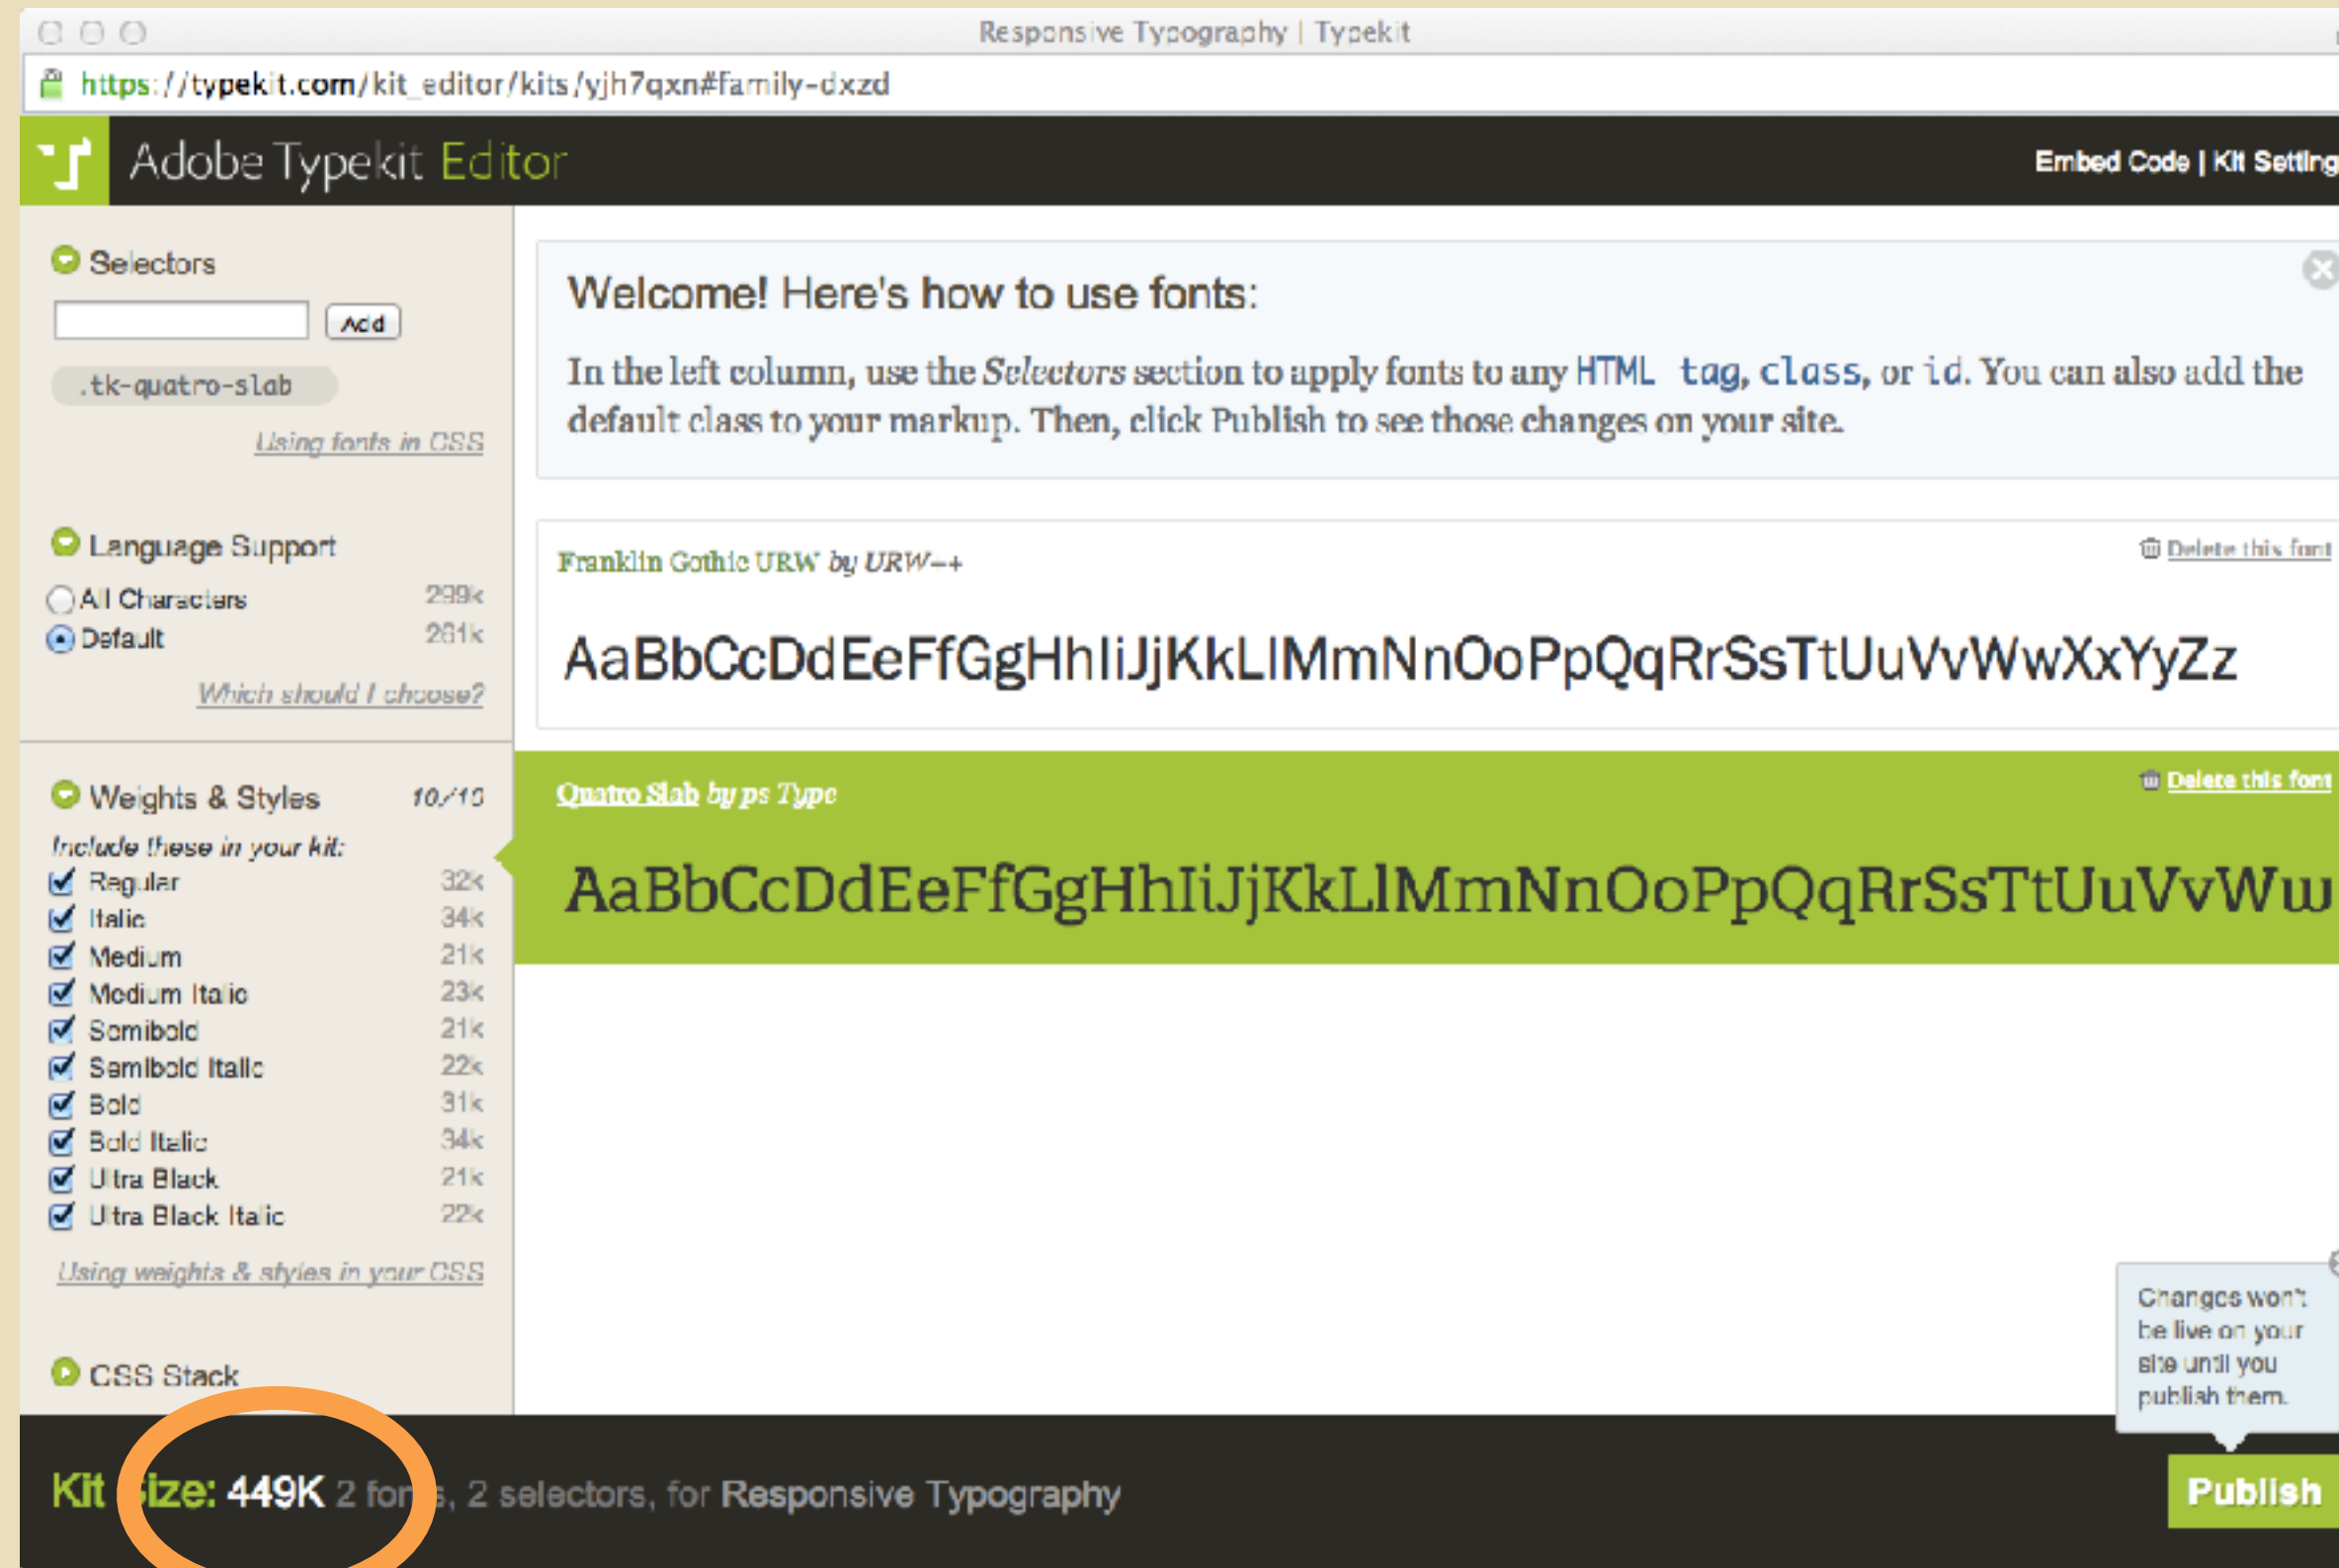 Responsive Typography | Typekit
https://typekit.com/kit_editor/kits/yjh7qxn#family-dxzd
Adobe Typekit Editor
Embed Code | Kit Setting
Selectors
Add
.tk-quatro-slab
Using fonts in CSS
Language Support
All Characters 299k
Default 261k
Which should I choose?
Weights & Styles 10/10
Include these in your kit:
Regular 32k
Italic 34k
Medium 21k
Medium Italic 23k
Semibold 21k
Semibold Italic 22k
Bold 31k
Bold Italic 34k
Ultra Black 21k
Ultra Black Italic 22k
Using weights & styles in your CSS
CSS Stack
Welcome! Here's how to use fonts:
In the left column, use the Selectors section to apply fonts to any HTML tag, class, or id. You can also add the
default class to your markup. Then, click Publish to see those changes on your site.
Franklin Gothic URW by URW++
Delete this font
AaBbCcDdEeFfGgHhIiJjKkLlMmNnOoPpQqRrSsTtUuVvWwXxYyZz
Quatro Slab by ps Type
Delete this font
AaBbCcDdEeFfGgHhIiJjKkLlMmNnOoPpQqRrSsTtUuVvWw
Changes won't
be live on your
site until you
publish them.
Kit Size: 449K 2 fonts, 2 selectors, for Responsive Typography
Publish